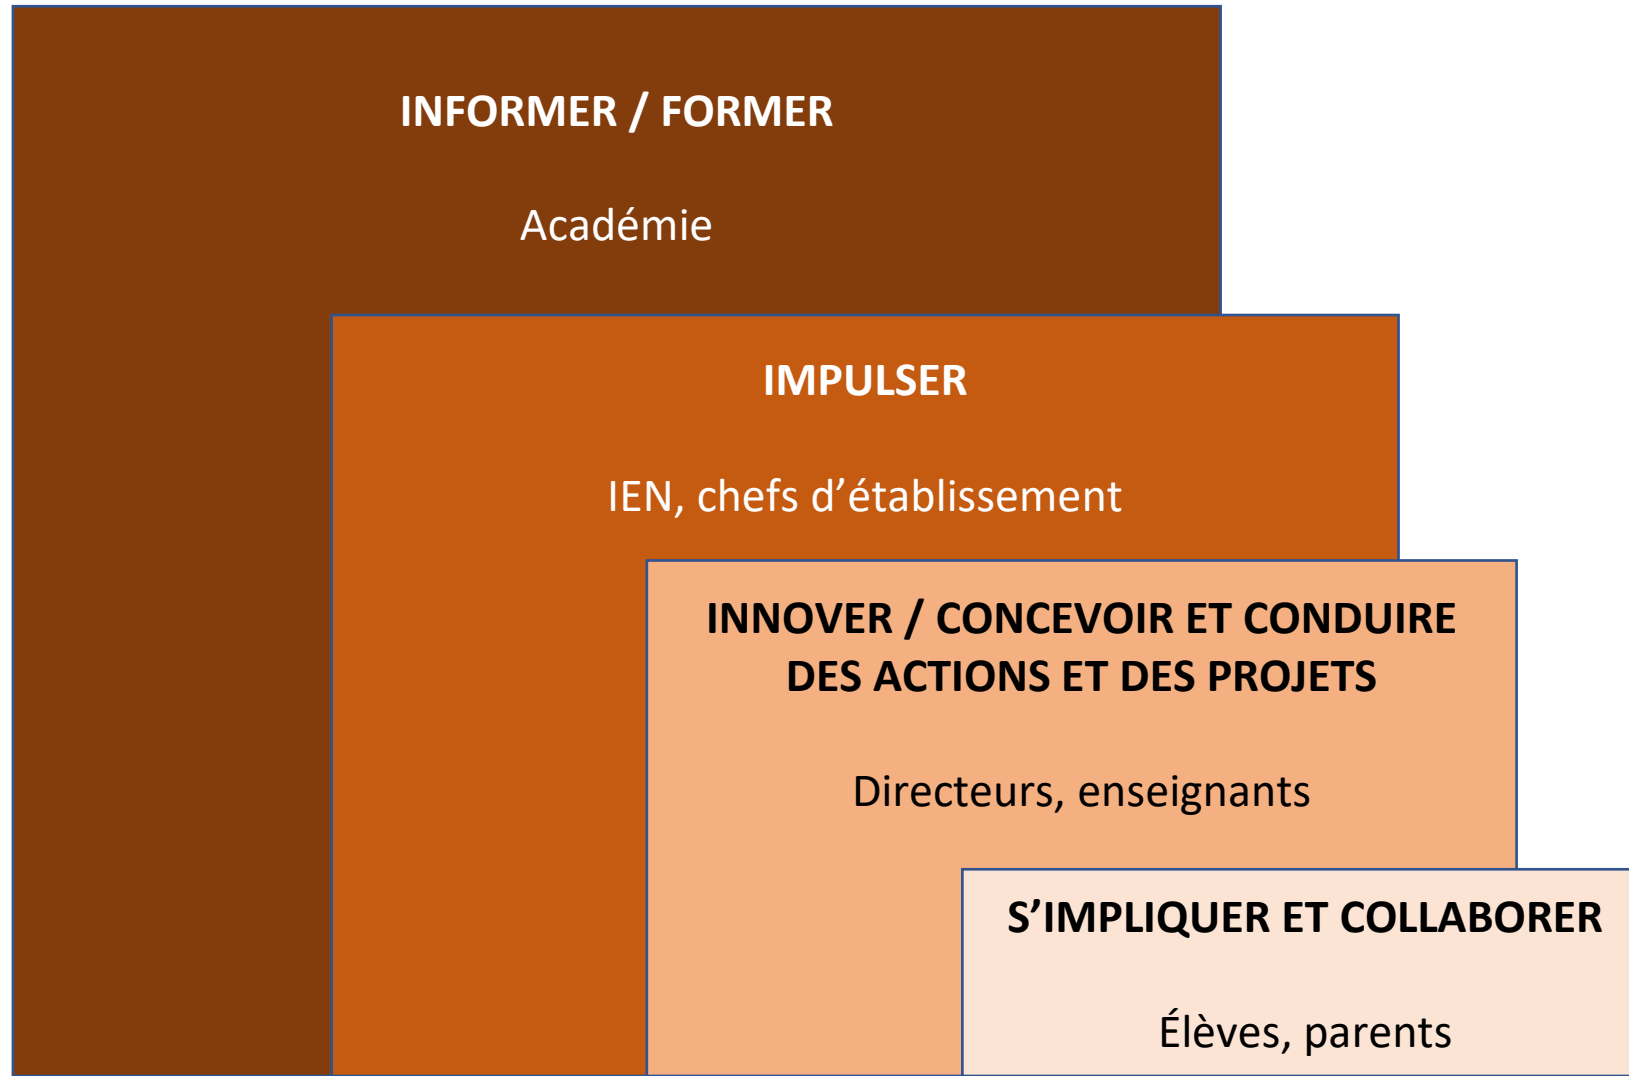 INFORMER / FORMER
Académie
IMPULSER
IEN, chefs d’établissement
INNOVER / CONCEVOIR ET CONDUIRE
DES ACTIONS ET DES PROJETS
Directeurs, enseignants
S’IMPLIQUER ET COLLABORER
Élèves, parents